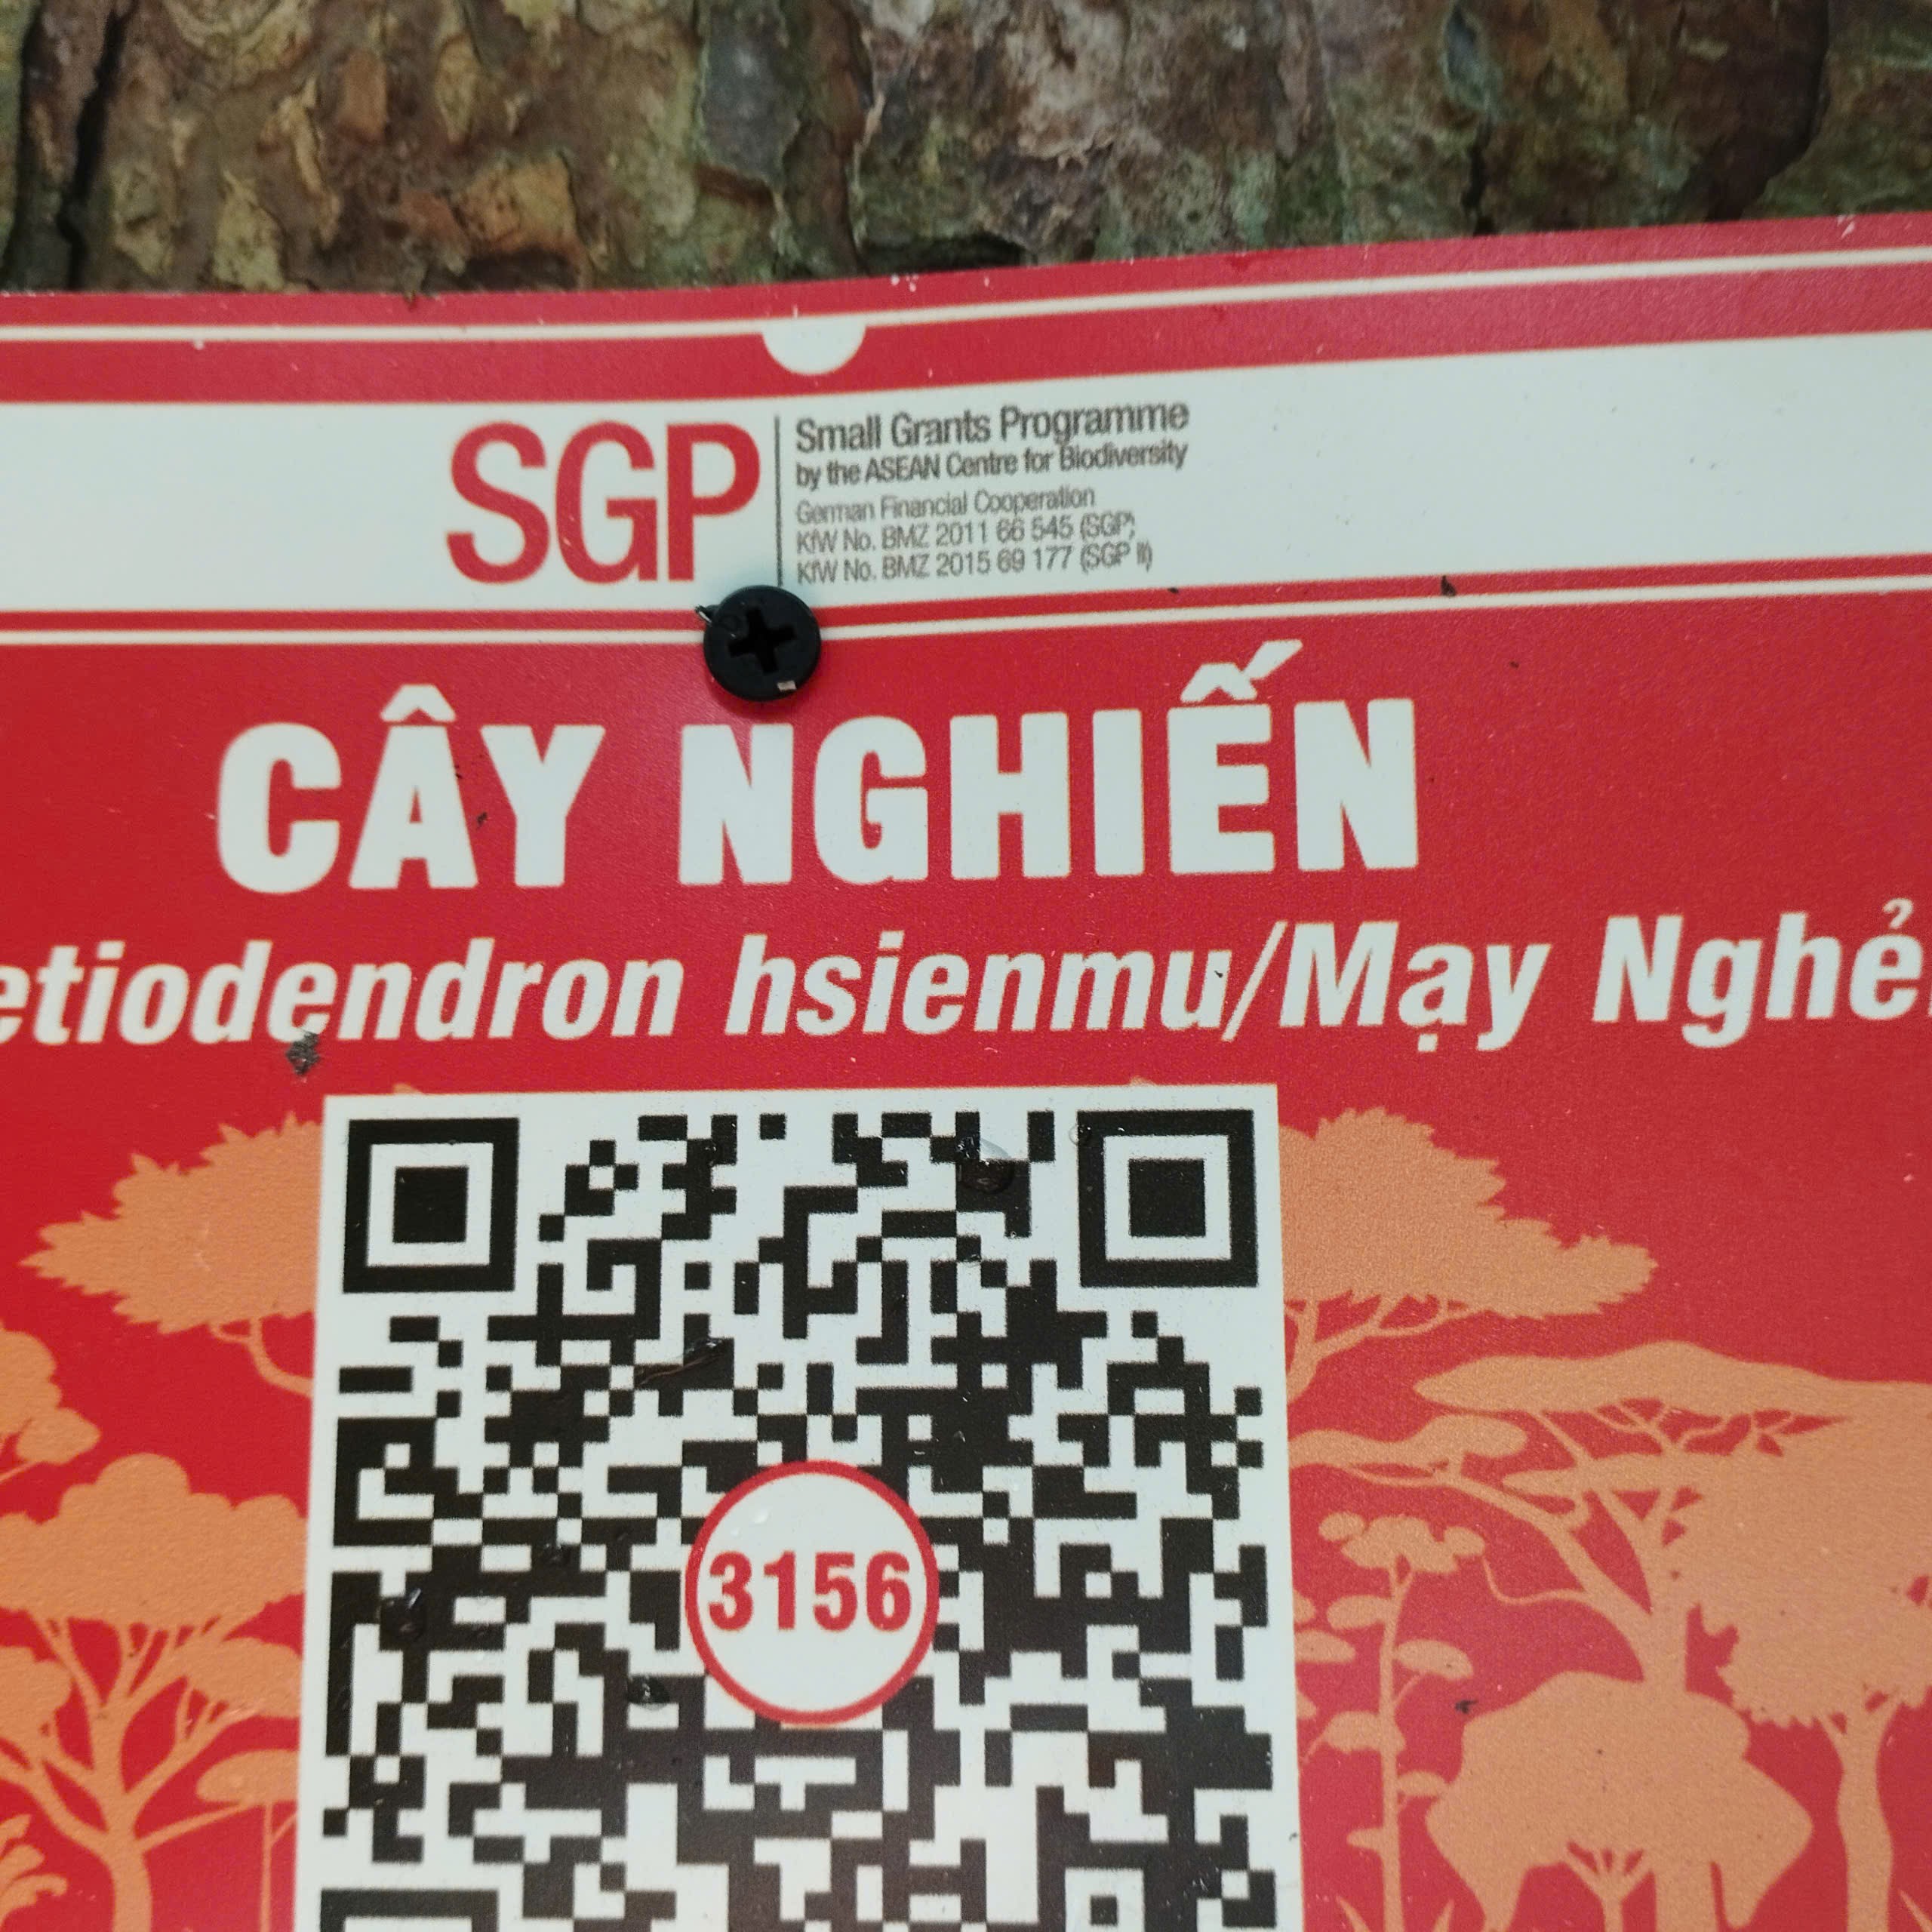 SGP
Small Grants Programme
by the ASEAN Centre for Biodiversity
German Financial Cooperation
KfW No. BMZ 2011 66 545 (SGP)
KfW No. BMZ 2015 69 177 (SGP II)
CÂY NGHIẾN
etiodendron hsienmu/Mạy Nghẻ
3156